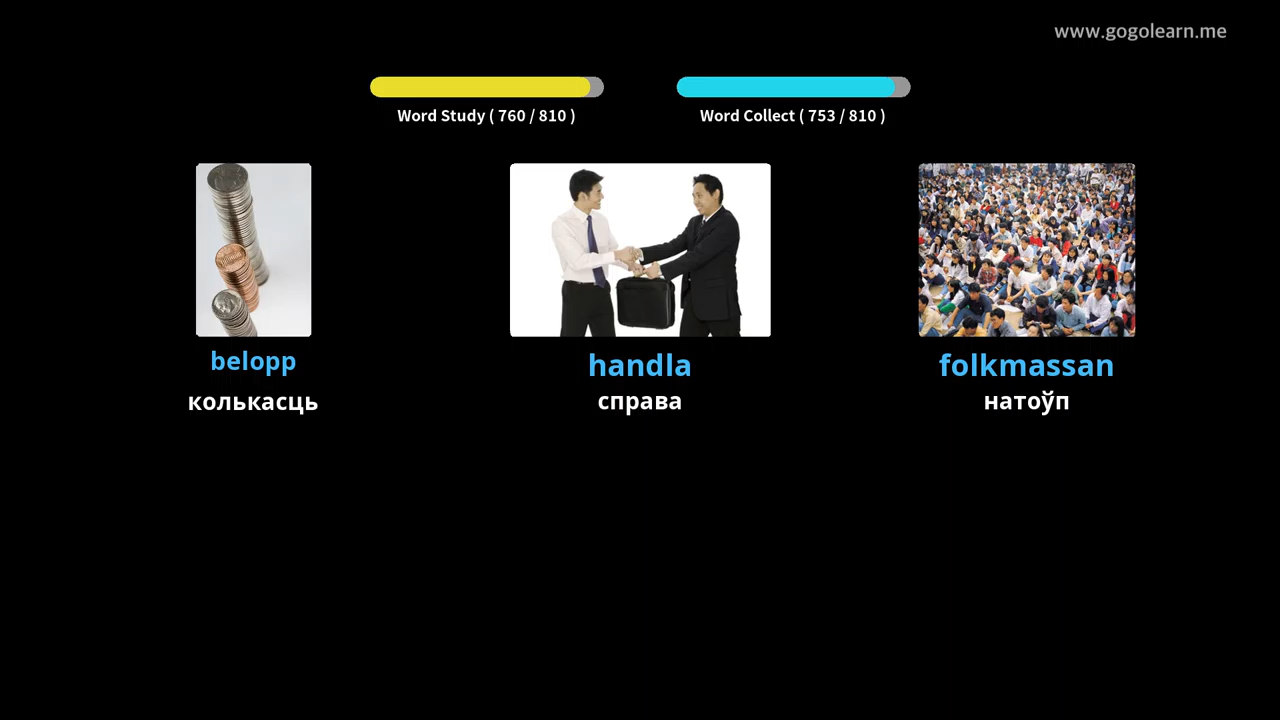 www.gogolearn.me
Word Study ( 760 / 810 )
Word Collect ( 753 / 810 )
belopp
handla
folkmassan
колькасць
справа
натоўп